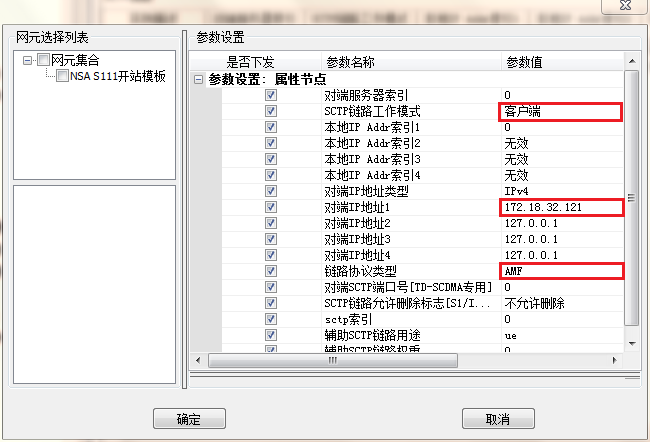 网元选择列表
网元集合
NSA S111开站模板
参数设置
是否下发 参数名称 参数值
参数设置: 属性节点
对端服务器索引 0
SCTP链路工作模式 客户端
本地IP Addr索引1 0
本地IP Addr索引2 无效
本地IP Addr索引3 无效
本地IP Addr索引4 无效
对端IP地址类型 IPv4
对端IP地址1 172.18.32.121
对端IP地址2 127.0.0.1
对端IP地址3 127.0.0.1
对端IP地址4 127.0.0.1
链路协议类型 AMF
对端SCTP端口号[TD-SCDMA专用] 0
SCTP链路允许删除标志[S1/I... 不允许删除
sctp索引 0
辅助SCTP链路用途 ue
辅助SCTP链路权重 0
确定 取消